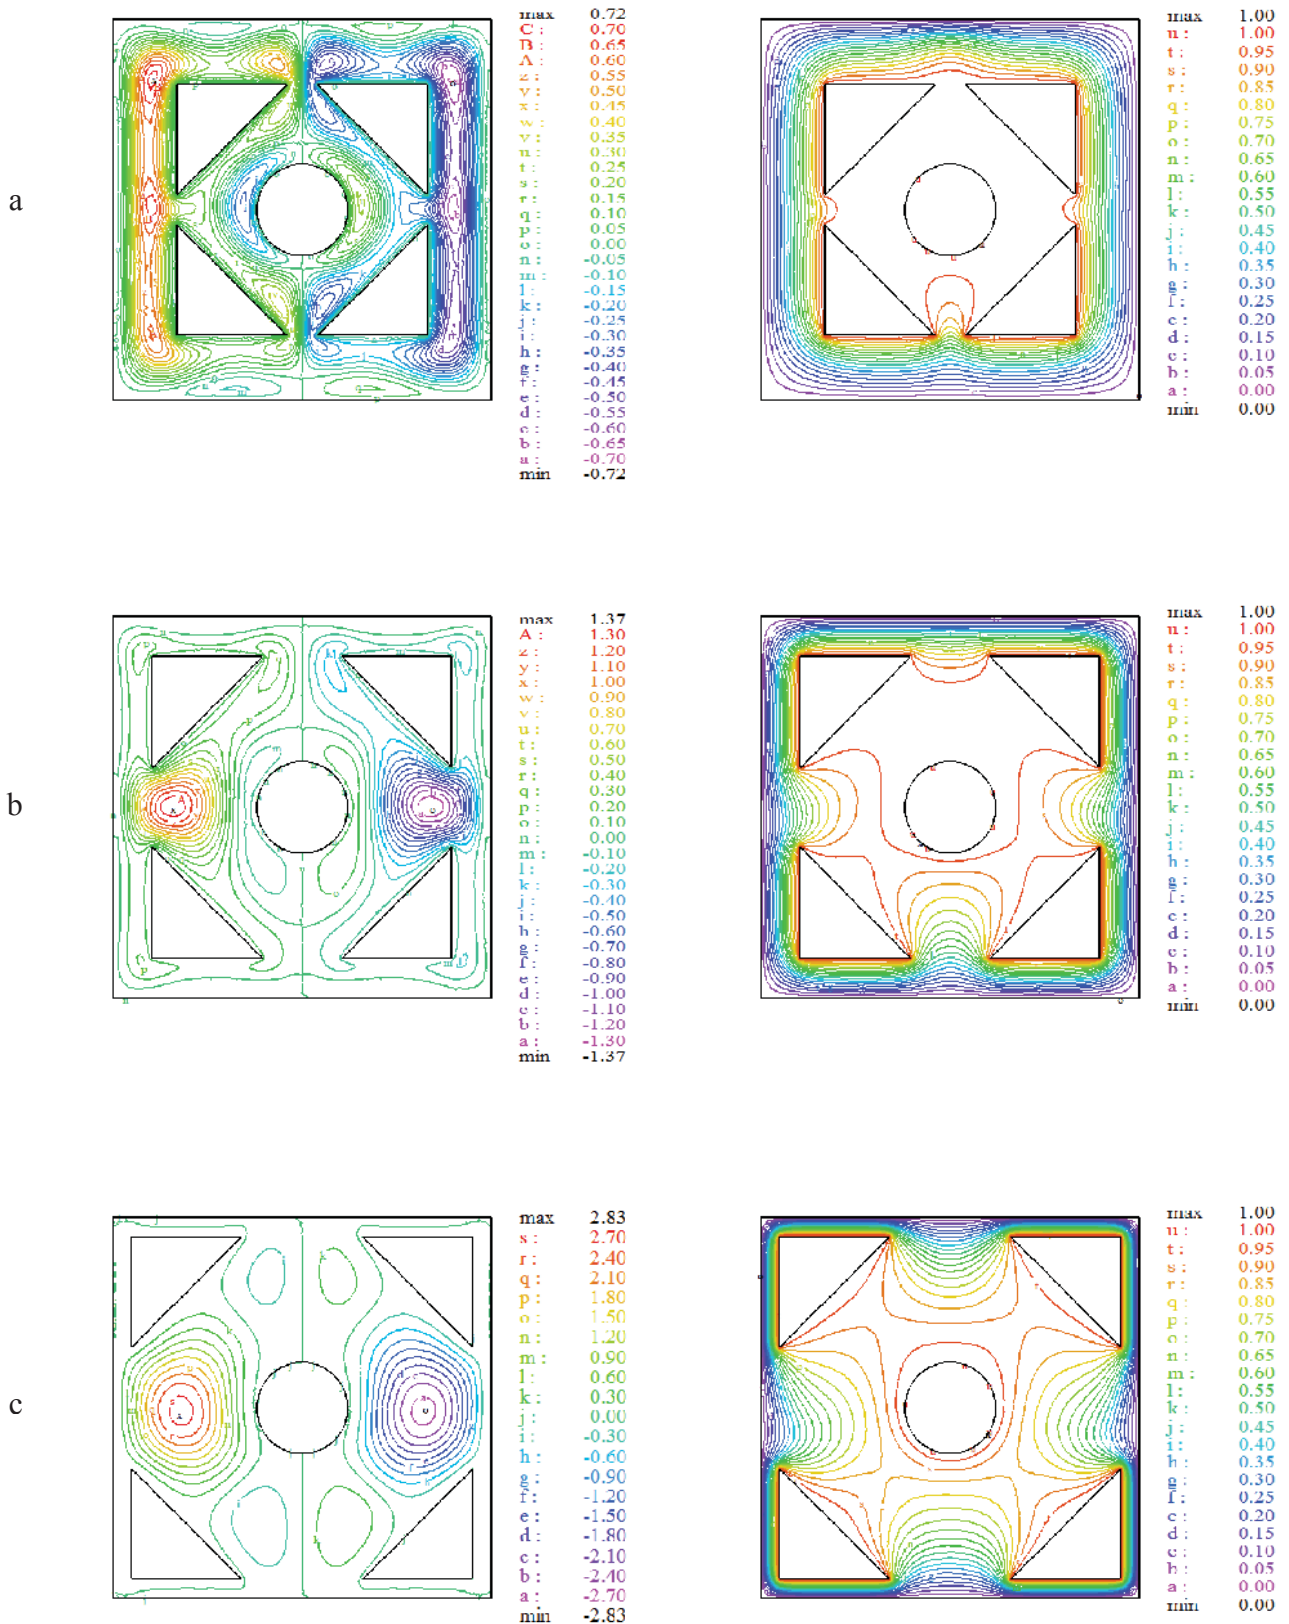 a
max 0.72
C : 0.70
B : 0.65
A : 0.60
z : 0.55
y : 0.50
x : 0.45
w : 0.40
v : 0.35
u : 0.30
t : 0.25
s : 0.20
r : 0.15
q : 0.10
p : 0.05
o : 0.00
n : -0.05
m : -0.10
l : -0.15
k : -0.20
j : -0.25
i : -0.30
h : -0.35
g : -0.40
f : -0.45
e : -0.50
d : -0.55
c : -0.60
b : -0.65
a : -0.70
min -0.72
max 1.00
u : 1.00
t : 0.95
s : 0.90
r : 0.85
q : 0.80
p : 0.75
o : 0.70
n : 0.65
m : 0.60
l : 0.55
k : 0.50
j : 0.45
i : 0.40
h : 0.35
g : 0.30
f : 0.25
e : 0.20
d : 0.15
c : 0.10
b : 0.05
a : 0.00
min 0.00
b
max 1.37
A : 1.30
z : 1.20
y : 1.10
x : 1.00
w : 0.90
v : 0.80
u : 0.70
t : 0.60
s : 0.50
r : 0.40
q : 0.30
p : 0.20
o : 0.10
n : 0.00
m : -0.10
l : -0.20
k : -0.30
j : -0.40
i : -0.50
h : -0.60
g : -0.70
f : -0.80
e : -0.90
d : -1.00
c : -1.10
b : -1.20
a : -1.30
min -1.37
max 1.00
u : 1.00
t : 0.95
s : 0.90
r : 0.85
q : 0.80
p : 0.75
o : 0.70
n : 0.65
m : 0.60
l : 0.55
k : 0.50
j : 0.45
i : 0.40
h : 0.35
g : 0.30
f : 0.25
e : 0.20
d : 0.15
c : 0.10
b : 0.05
a : 0.00
min 0.00
c
max 2.83
s : 2.70
r : 2.40
q : 2.10
p : 1.80
o : 1.50
n : 1.20
m : 0.90
l : 0.60
k : 0.30
j : 0.00
i : -0.30
h : -0.60
g : -0.90
f : -1.20
e : -1.50
d : -1.80
c : -2.10
b : -2.40
a : -2.70
min -2.83
max 1.00
u : 1.00
t : 0.95
s : 0.90
r : 0.85
q : 0.80
p : 0.75
o : 0.70
n : 0.65
m : 0.60
l : 0.55
k : 0.50
j : 0.45
i : 0.40
h : 0.35
g : 0.30
f : 0.25
e : 0.20
d : 0.15
c : 0.10
b : 0.05
a : 0.00
min 0.00